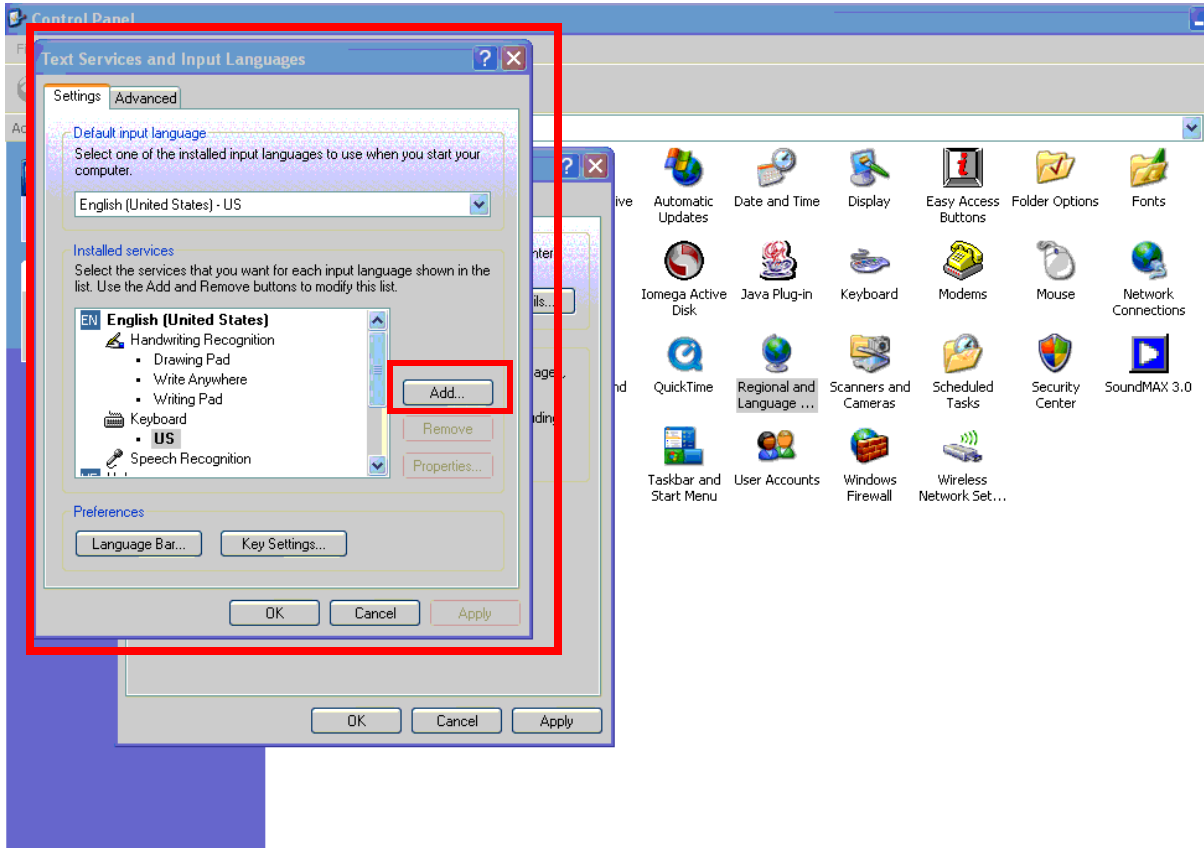 Control Panel
Text Services and Input Languages
Settings
Advanced
Default input language
Select one of the installed input languages to use when you start your
computer.
English (United States) - US
Installed services
Select the services that you want for each input language shown in the
list. Use the Add and Remove buttons to modify this list.
EN English (United States)
Handwriting Recognition
Drawing Pad
Write Anywhere
Writing Pad
Keyboard
US
Speech Recognition
Add...
Remove
Properties...
Preferences
Language Bar...
Key Settings...
OK
Cancel
Apply
OK
Cancel
Apply
Automatic
Updates
Date and Time
Display
Easy Access
Buttons
Folder Options
Fonts
Iomega Active
Disk
Java Plug-in
Keyboard
Modems
Mouse
Network
Connections
QuickTime
Regional and
Language ...
Scanners and
Cameras
Scheduled
Tasks
Security
Center
SoundMAX 3.0
Taskbar and
Start Menu
User Accounts
Windows
Firewall
Wireless
Network Set...